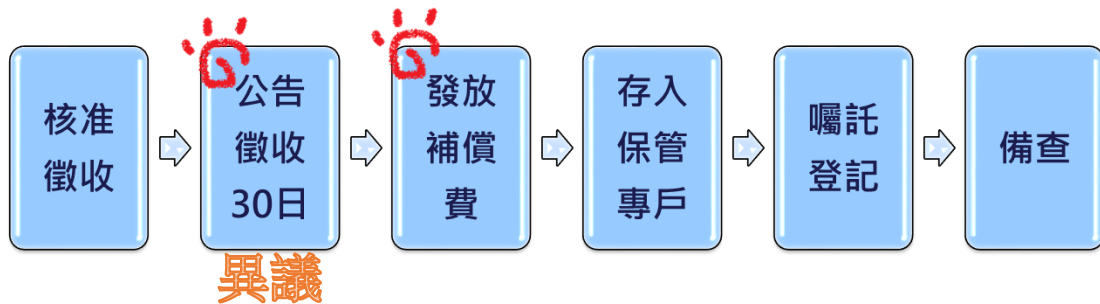 核准
徵收
公告
徵收
30日
發放
補償
費
存入
保管
專戶
囑託
登記
備查
異議